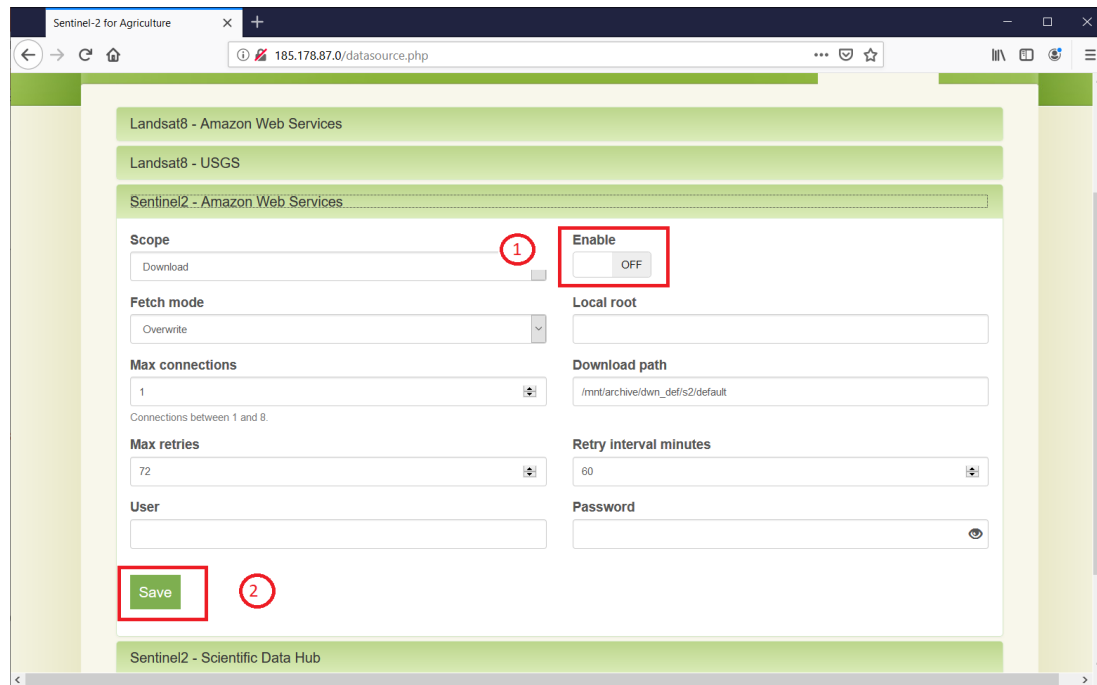 Sentinel-2 for Agriculture
185.178.87.0/datasource.php
Landsat8 - Amazon Web Services
Landsat8 - USGS
Sentinel2 - Amazon Web Services
Scope
1
Enable
Download
OFF
Fetch mode
Local root
Overwrite
Max connections
Download path
1
/mnt/archive/dwn_def/s2/default
Connections between 1 and 8.
Max retries
Retry interval minutes
72
60
User
Password
Save
2
Sentinel2 - Scientific Data Hub